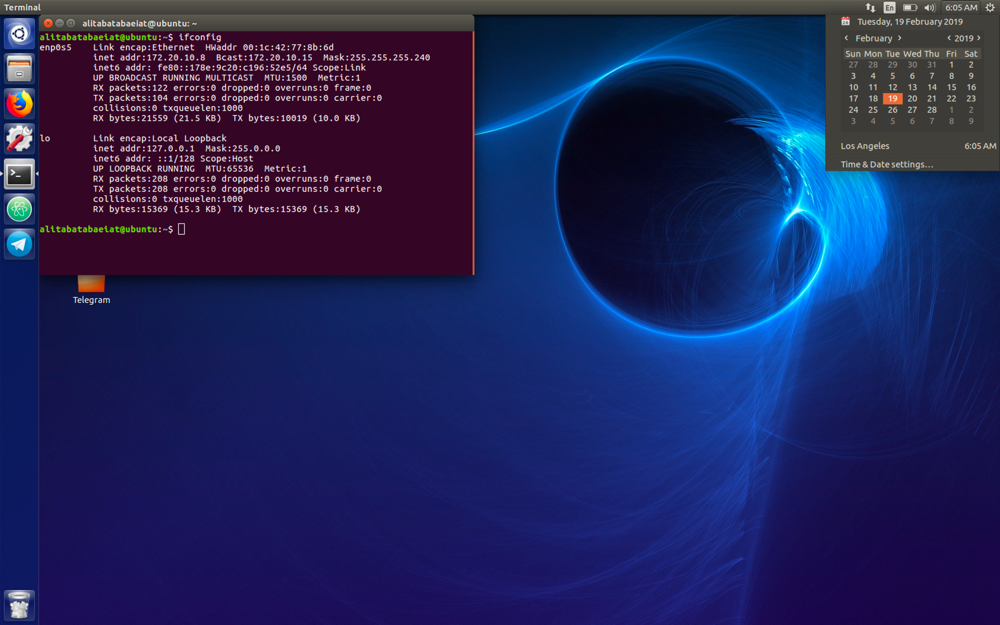 Terminal
En
6:05 AM
alitabatabaeiat@ubuntu: ~
alitabatabaeiat@ubuntu:~$ ifconfig
enp0s5 Link encap:Ethernet HWaddr 00:1c:42:77:8b:6d
inet addr:172.20.10.8 Bcast:172.20.10.15 Mask:255.255.255.240
inet6 addr: fe80::178e:9c20:c196:52e5/64 Scope:Link
UP BROADCAST RUNNING MULTICAST MTU:1500 Metric:1
RX packets:122 errors:0 dropped:0 overruns:0 frame:0
TX packets:104 errors:0 dropped:0 overruns:0 carrier:0
collisions:0 txqueuelen:1000
RX bytes:21559 (21.5 KB) TX bytes:10019 (10.0 KB)
lo Link encap:Local Loopback
inet addr:127.0.0.1 Mask:255.0.0.0
inet6 addr: ::1/128 Scope:Host
UP LOOPBACK RUNNING MTU:65536 Metric:1
RX packets:208 errors:0 dropped:0 overruns:0 frame:0
TX packets:208 errors:0 dropped:0 overruns:0 carrier:0
collisions:0 txqueuelen:1000
RX bytes:15369 (15.3 KB) TX bytes:15369 (15.3 KB)
alitabatabaeiat@ubuntu:~$
Telegram
Tuesday, 19 February 2019
February 2019
Sun Mon Tue Wed Thu Fri Sat
27 28 29 30 31 1 2
3 4 5 6 7 8 9
10 11 12 13 14 15 16
17 18 19 20 21 22 23
24 25 26 27 28 1 2
3 4 5 6 7 8 9
Los Angeles 6:05 AM
Time & Date settings...